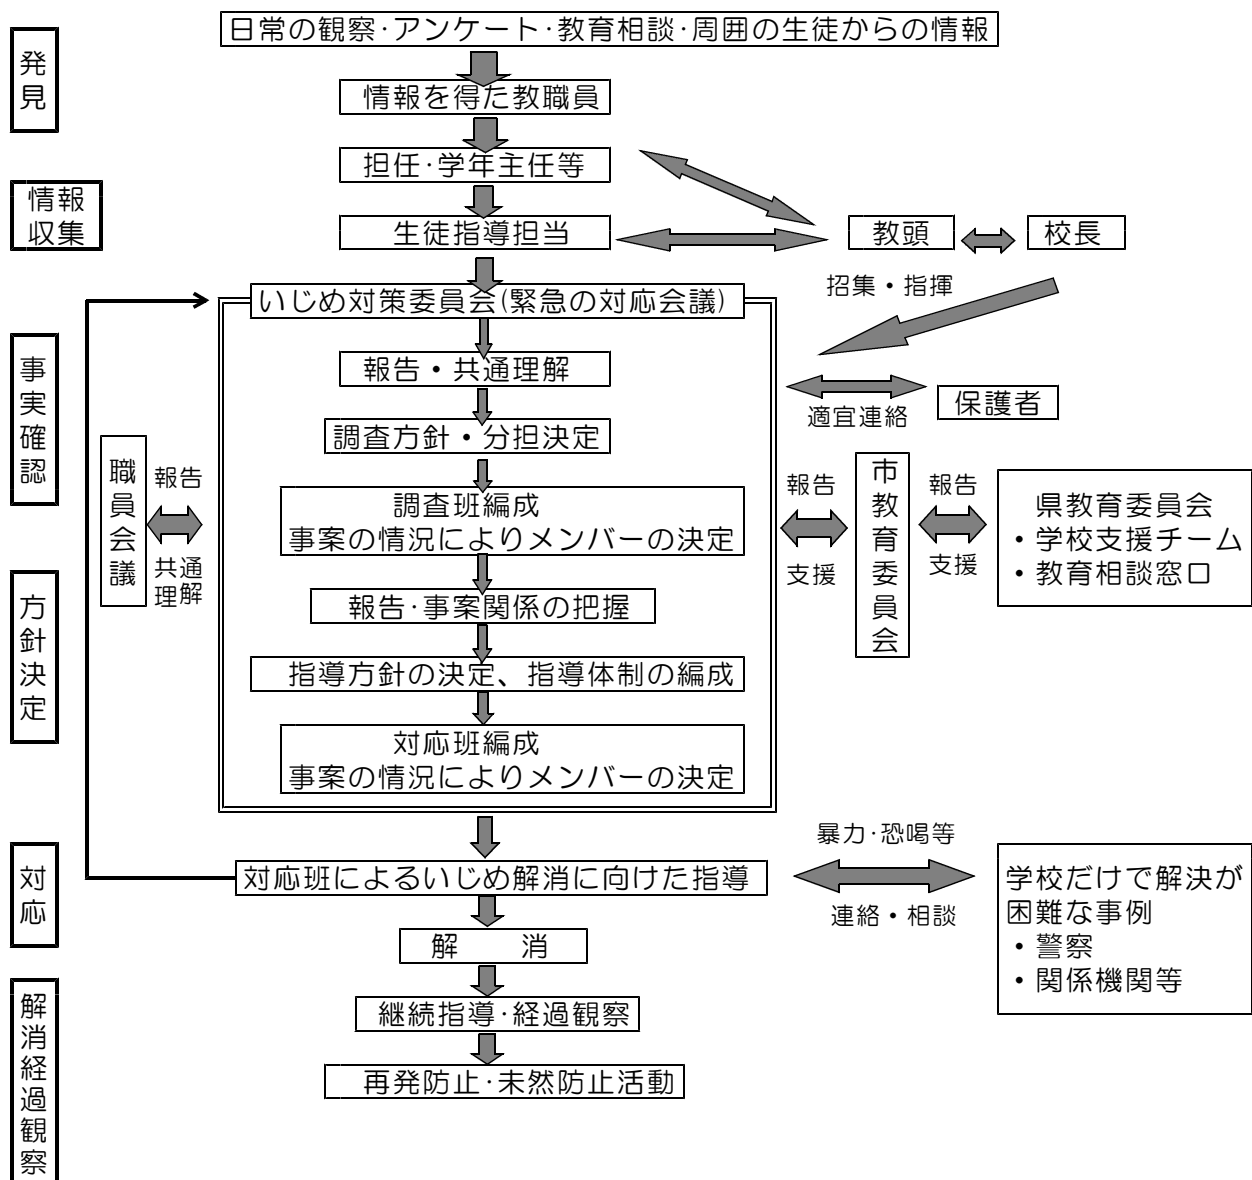 日常の観察･アンケート･教育相談･周囲の生徒からの情報
発見
情報を得た教職員
担任･学年主任等
情報
収集
生徒指導担当
教頭
校長
招集・指揮
いじめ対策委員会(緊急の対応会議)
事実確認
報告・共通理解
適宜連絡
保護者
調査方針・分担決定
職員会議
報告
共通
理解
調査班編成
事案の情況によりメンバーの決定
報告
支援
市教育委員会
報告
支援
県教育委員会
・学校支援チーム
・教育相談窓口
方針決定
報告･事案関係の把握
指導方針の決定、指導体制の編成
対応班編成
事案の情況によりメンバーの決定
対応
対応班によるいじめ解消に向けた指導
暴力･恐喝等
連絡・相談
学校だけで解決が
困難な事例
・警察
・関係機関等
解　　消
解消経過観察
継続指導･経過観察
再発防止･未然防止活動